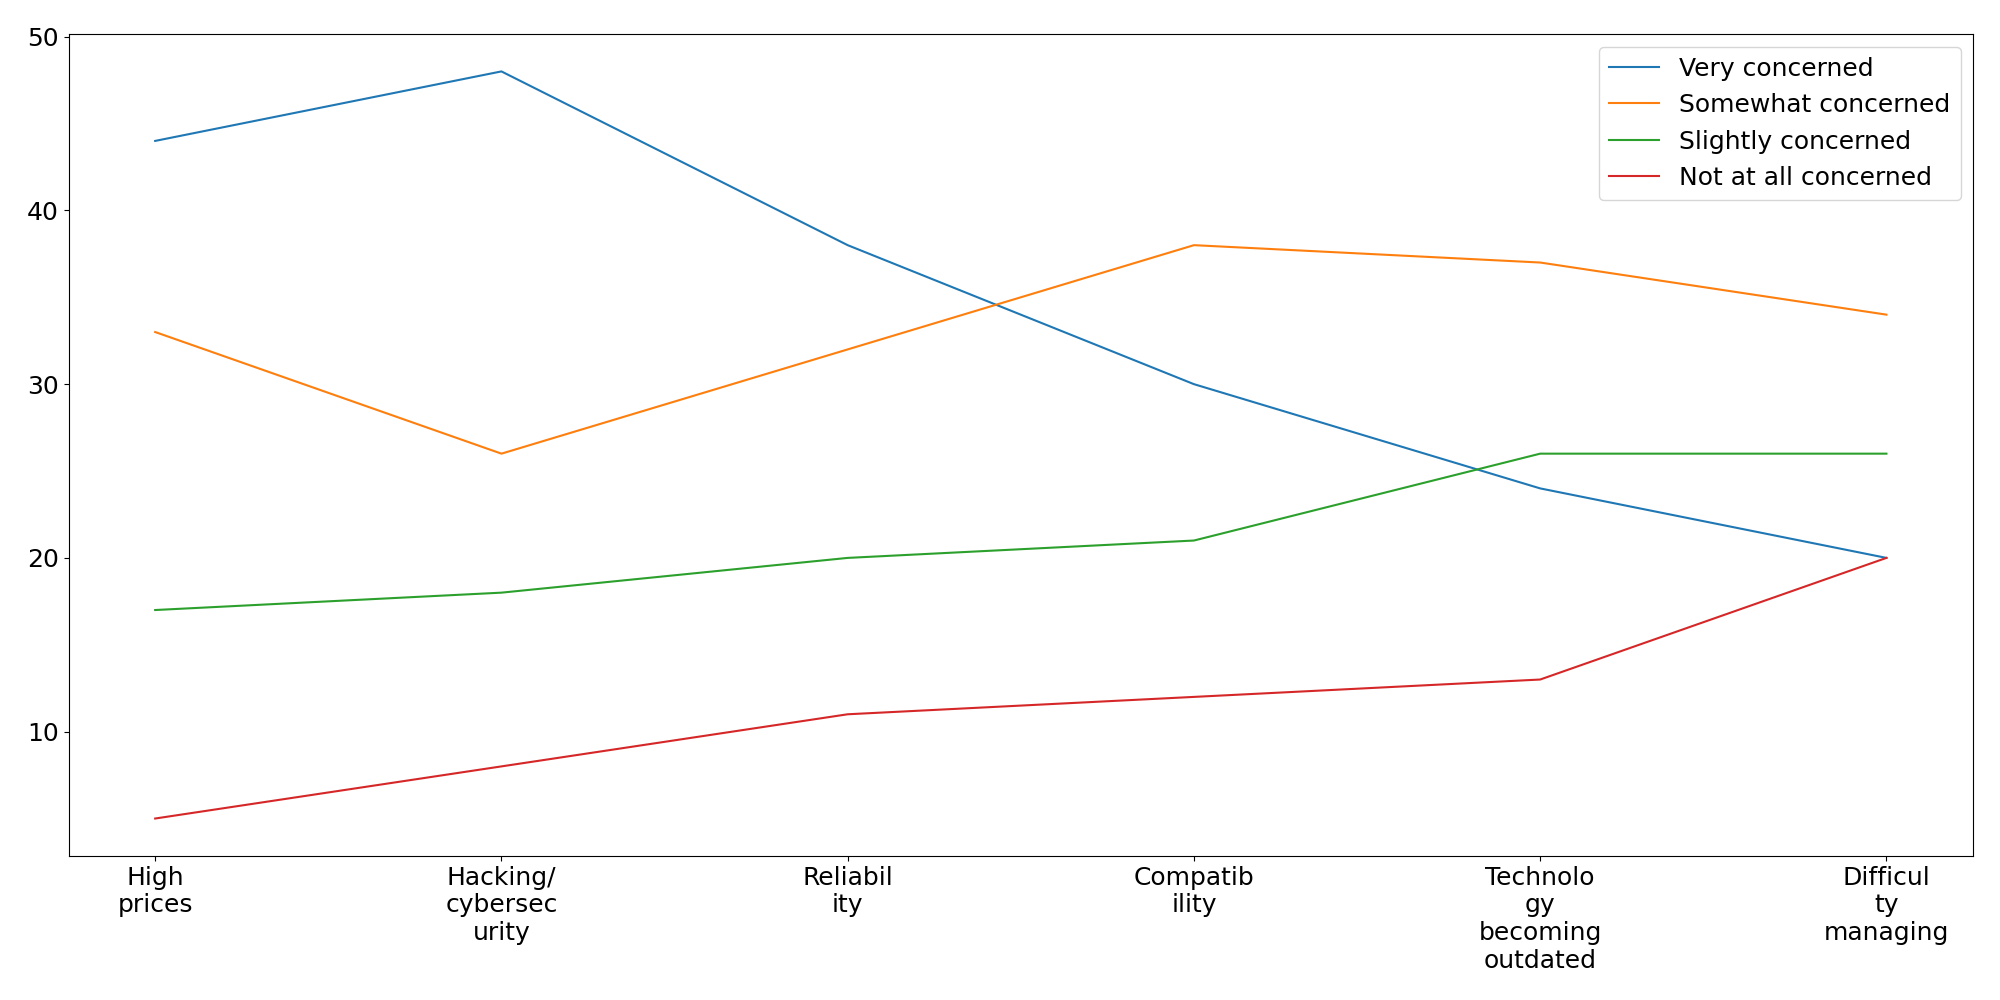 50
40
30
20
10
Very concerned
Somewhat concerned
Slightly concerned
Not at all concerned
High
prices
Hacking/
cybersec
urity
Reliabil
ity
Compatib
ility
Technolo
gy
becoming
outdated
Difficul
ty
managing